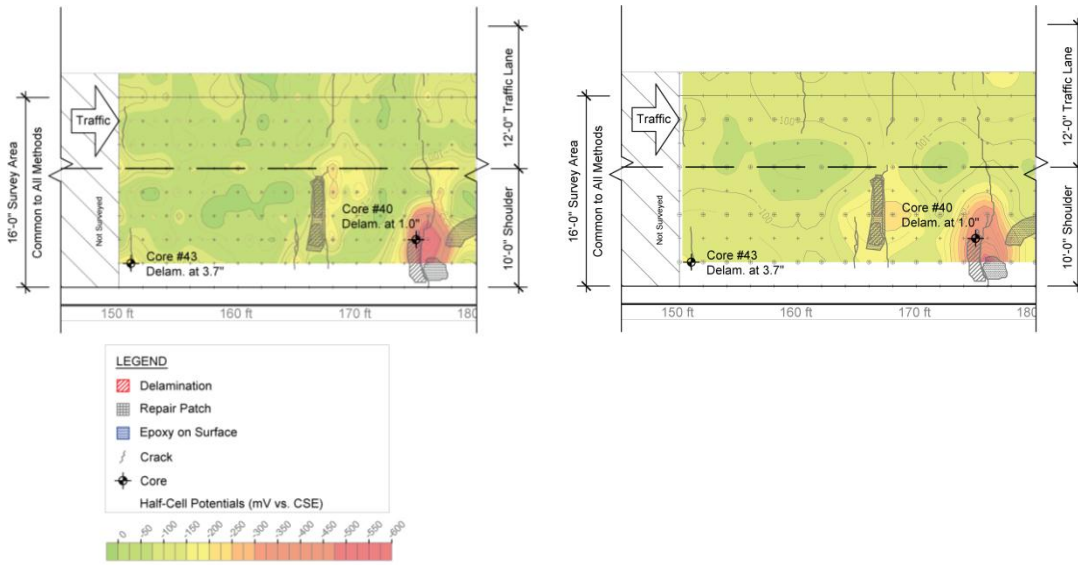 16'-0" Survey Area
Common to All Methods
Traffic
Not Surveyed
Core #40
Delam. at 1.0"
Core #43
Delam. at 3.7"
12'-0" Traffic Lane
10'-0" Shoulder
150 ft
160 ft
170 ft
180
16'-0" Survey Area
Common to All Methods
Traffic
Not Surveyed
-100
Core #40
Delam. at 1.0"
Core #43
Delam. at 3.7"
12'-0" Traffic Lane
10'-0" Shoulder
150 ft
160 ft
170 ft
180
LEGEND
Delamination
Repair Patch
Epoxy on Surface
Crack
Core
Half-Cell Potentials (mV vs. CSE)
0 -50 -100 -150 -200 -250 -300 -350 -400 -450 -500 -550 -600